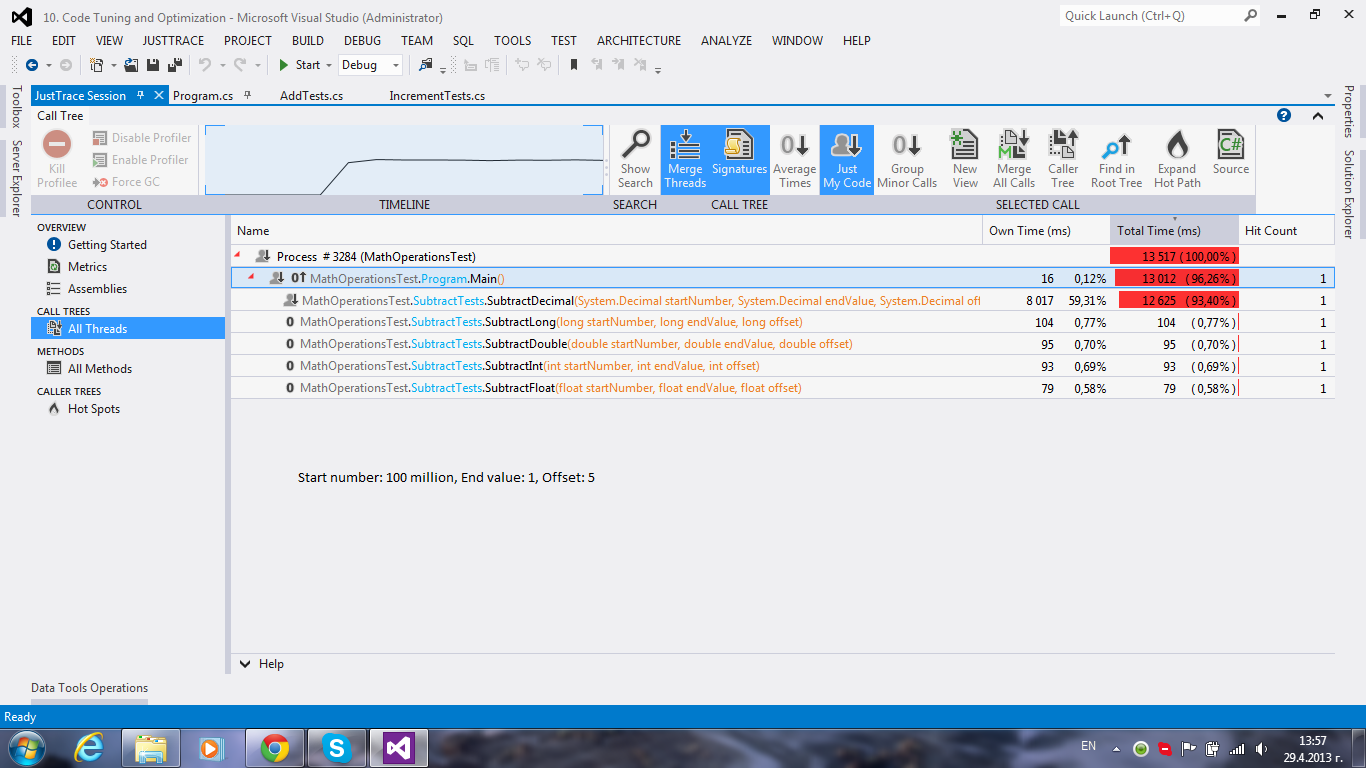 10. Code Tuning and Optimization - Microsoft Visual Studio (Administrator)
Quick Launch (Ctrl+Q)
FILE EDIT VIEW JUSTTRACE PROJECT BUILD DEBUG TEAM SQL TOOLS TEST ARCHITECTURE ANALYZE WINDOW HELP
Start Debug
Toolbox
Server Explorer
Properties
Solution Explorer
JustTrace Session Program.cs AddTests.cs IncrementTests.cs
Call Tree
Kill Profilee
Disable Profiler
Enable Profiler
Force GC
Show Search
Merge Threads
Signatures
Average Times
Just My Code
Group Minor Calls
New View
Merge All Calls
Caller Tree
Find in Root Tree
Expand Hot Path
Source
CONTROL TIMELINE SEARCH CALL TREE SELECTED CALL
OVERVIEW
Getting Started
Metrics
Assemblies
CALL TREES
All Threads
METHODS
All Methods
CALLER TREES
Hot Spots
Name Own Time (ms) Total Time (ms) Hit Count
Process # 3284 (MathOperationsTest) 13 517 (100,00%)
MathOperationsTest.Program.Main() 16 0,12% 13 012 (96,26%) 1
MathOperationsTest.SubtractTests.SubtractDecimal(System.Decimal startNumber, System.Decimal endValue, System.Decimal off 8 017 59,31% 12 625 (93,40%) 1
MathOperationsTest.SubtractTests.SubtractLong(long startNumber, long endValue, long offset) 104 0,77% 104 (0,77%) 1
MathOperationsTest.SubtractTests.SubtractDouble(double startNumber, double endValue, double offset) 95 0,70% 95 (0,70%) 1
MathOperationsTest.SubtractTests.SubtractInt(int startNumber, int endValue, int offset) 93 0,69% 93 (0,69%) 1
MathOperationsTest.SubtractTests.SubtractFloat(float startNumber, float endValue, float offset) 79 0,58% 79 (0,58%) 1
Start number: 100 million, End value: 1, Offset: 5
Help
Data Tools Operations
Ready
EN
13:57
29.4.2013 г.